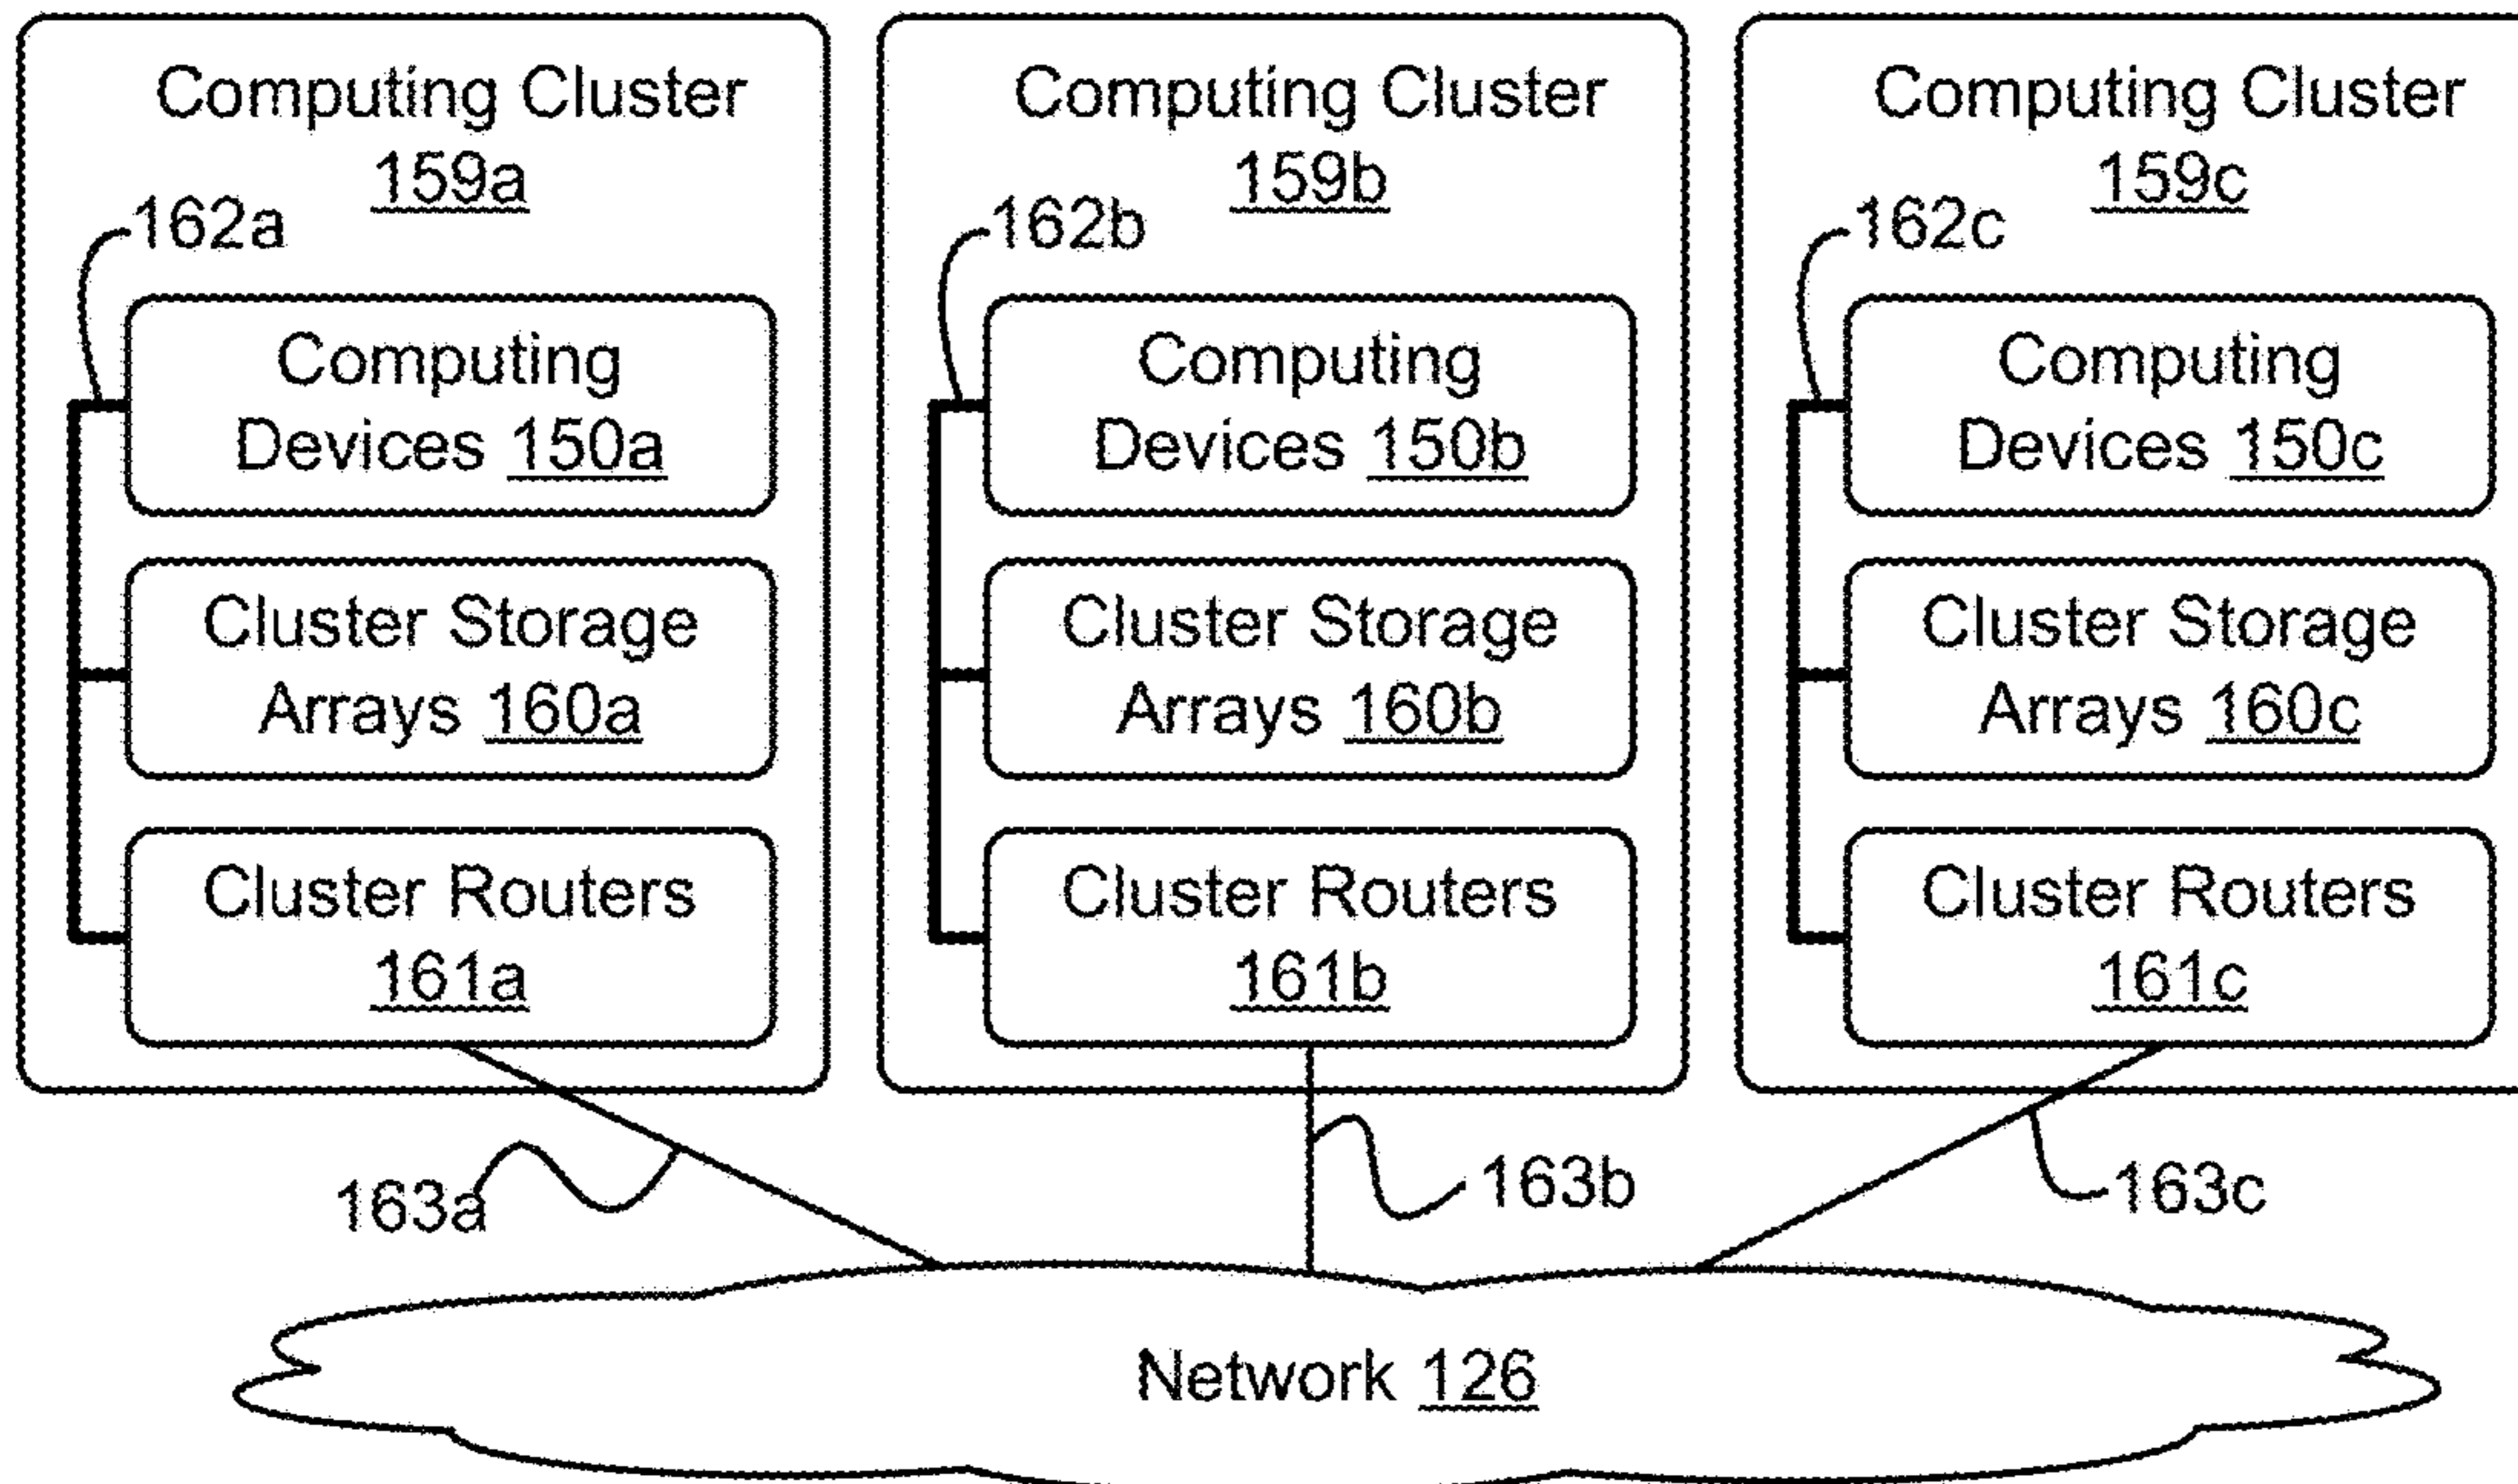 Computing Cluster
159a
162a
Computing
Devices 150a
Cluster Storage
Arrays 160a
Cluster Routers
161a
Computing Cluster
159b
162b
Computing
Devices 150b
Cluster Storage
Arrays 160b
Cluster Routers
161b
Computing Cluster
159c
162c
Computing
Devices 150c
Cluster Storage
Arrays 160c
Cluster Routers
161c
163a
163b
163c
Network 126